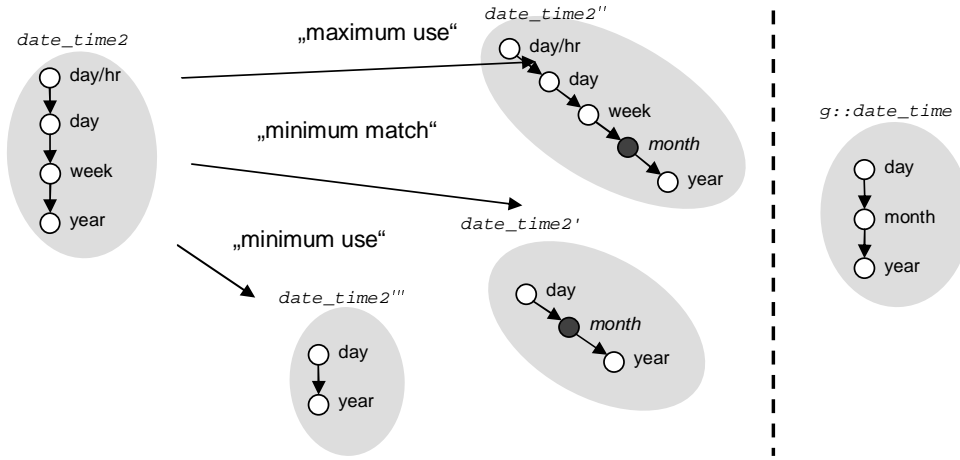 date_time2
day/hr
day
week
year
„maximum use“
„minimum match“
„minimum use“
date_time2''
day/hr
day
week
month
year
date_time2'
day
month
year
date_time2'''
day
year
g::date_time
day
month
year